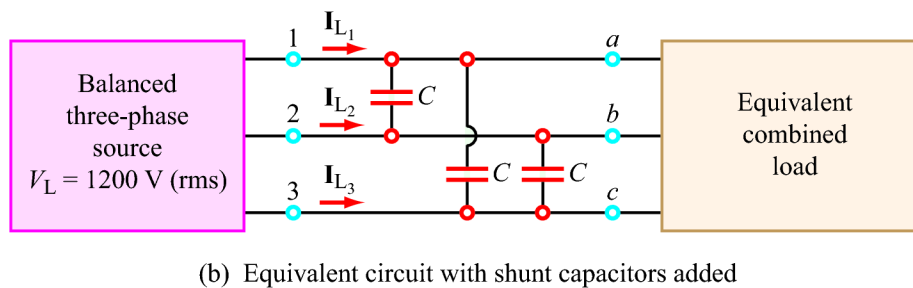 1 I_L₁ a
Balanced
three-phase
source
V_L = 1200 V (rms)
C
2 I_L₂ b
C C
3 I_L₃ c
Equivalent
combined
load
(b) Equivalent circuit with shunt capacitors added